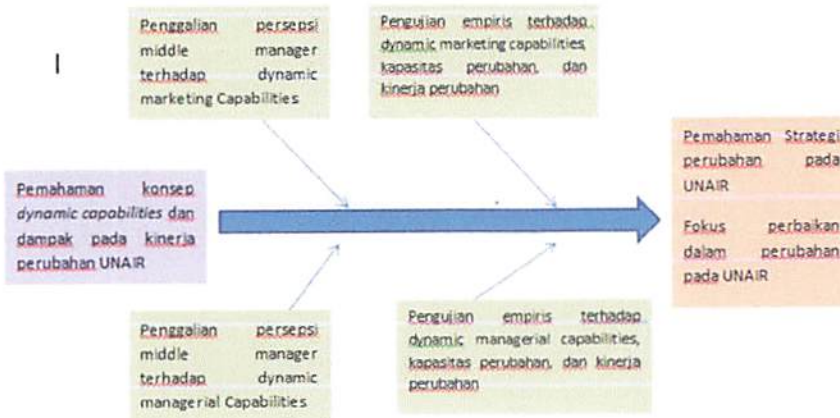 Penggalian persepsi
middle manager
terhadap dynamic
marketing Capabilities
Pengujian empiris terhadap
dynamic marketing capabilities,
kapasitas perubahan, dan
kinerja perubahan
Pemahaman konsep
dynamic capabilities dan
dampak pada kinerja
perubahan UNAIR
Pemahaman Strategi
perubahan pada
UNAIR
Fokus perbaikan
dalam perubahan
pada UNAIR
Penggalian persepsi
middle manager
terhadap dynamic
managerial Capabilities
Pengujian empiris terhadap
dynamic managerial capabilities,
kapasitas perubahan, dan kinerja
perubahan